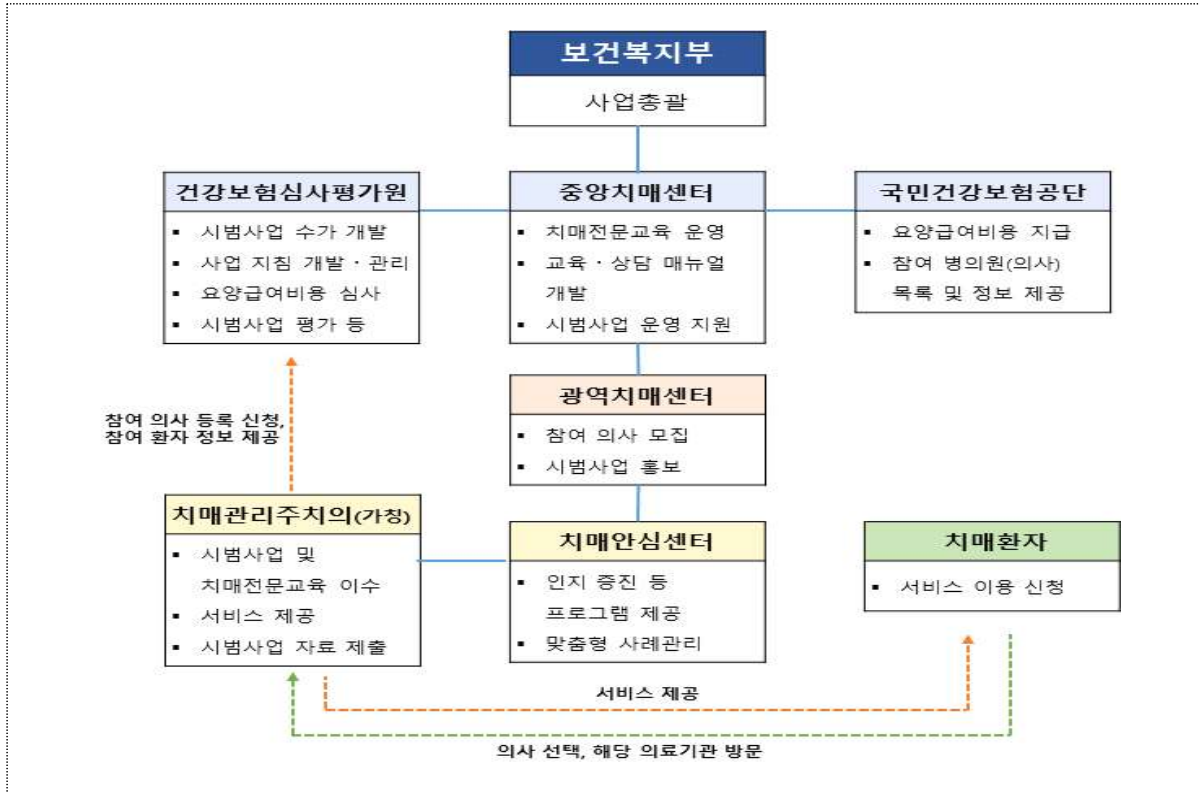 보건복지부
사업총괄
건강보험심사평가원
▪ 시범사업 수가 개발
▪ 사업 지침 개발·관리
▪ 요양급여비용 심사
▪ 시범사업 평가 등
중앙치매센터
▪ 치매전문교육 운영
▪ 교육·상담 매뉴얼
개발
▪ 시범사업 운영 지원
국민건강보험공단
▪ 요양급여비용 지급
▪ 참여 병의원(의사)
목록 및 정보 제공
광역치매센터
▪ 참여 의사 모집
▪ 시범사업 홍보
참여 의사 등록 신청,
참여 환자 정보 제공
치매관리주치의(가칭)
▪ 시범사업 및
치매전문교육 이수
▪ 서비스 제공
▪ 시범사업 자료 제출
치매안심센터
▪ 인지 증진 등
프로그램 제공
▪ 맞춤형 사례관리
치매환자
▪ 서비스 이용 신청
서비스 제공
의사 선택, 해당 의료기관 방문